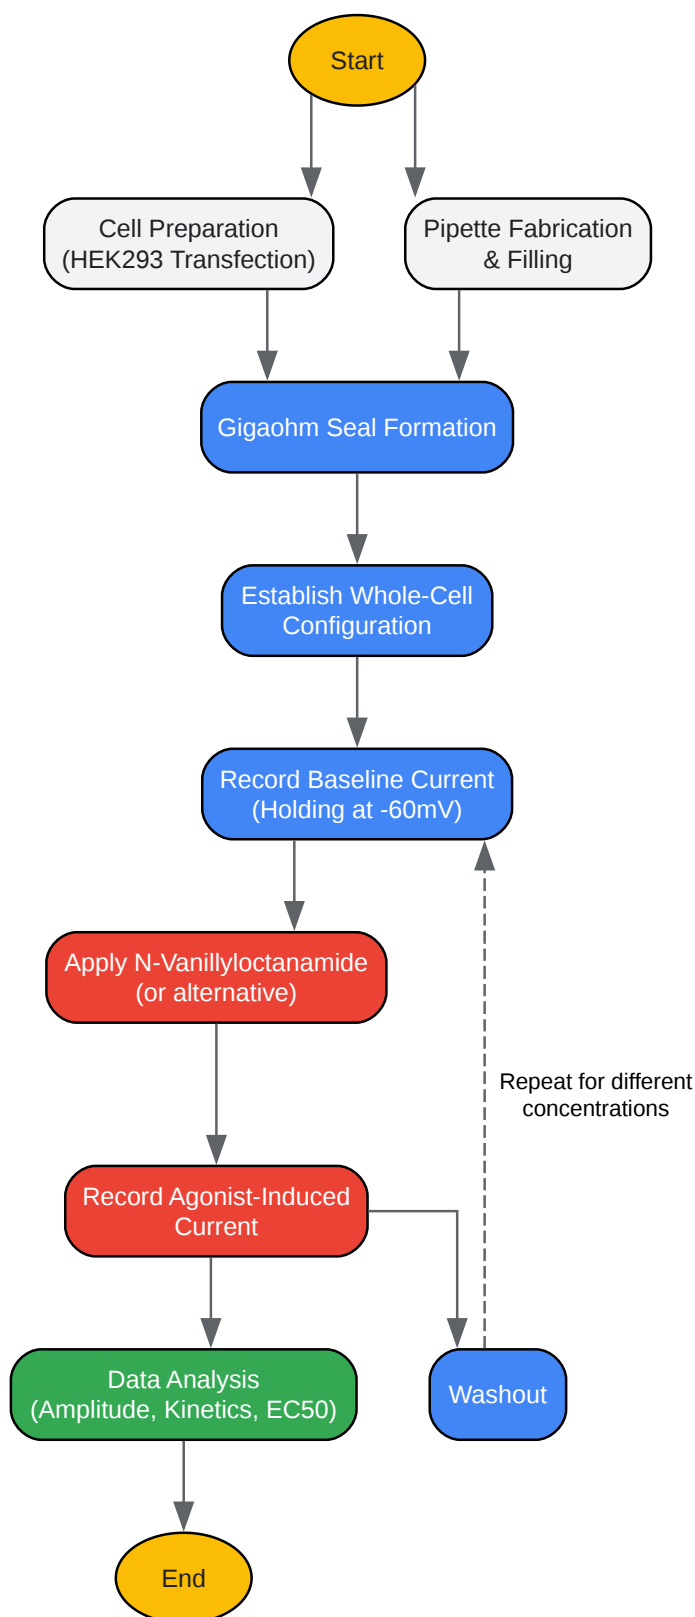 Start
Cell Preparation
(HEK293 Transfection)
Pipette Fabrication
& Filling
Gigaohm Seal Formation
Establish Whole-Cell
Configuration
Record Baseline Current
(Holding at -60mV)
Apply N-Vanillyloctanamide
(or alternative)
Repeat for different
concentrations
Record Agonist-Induced
Current
Data Analysis
(Amplitude, Kinetics, EC50)
Washout
End